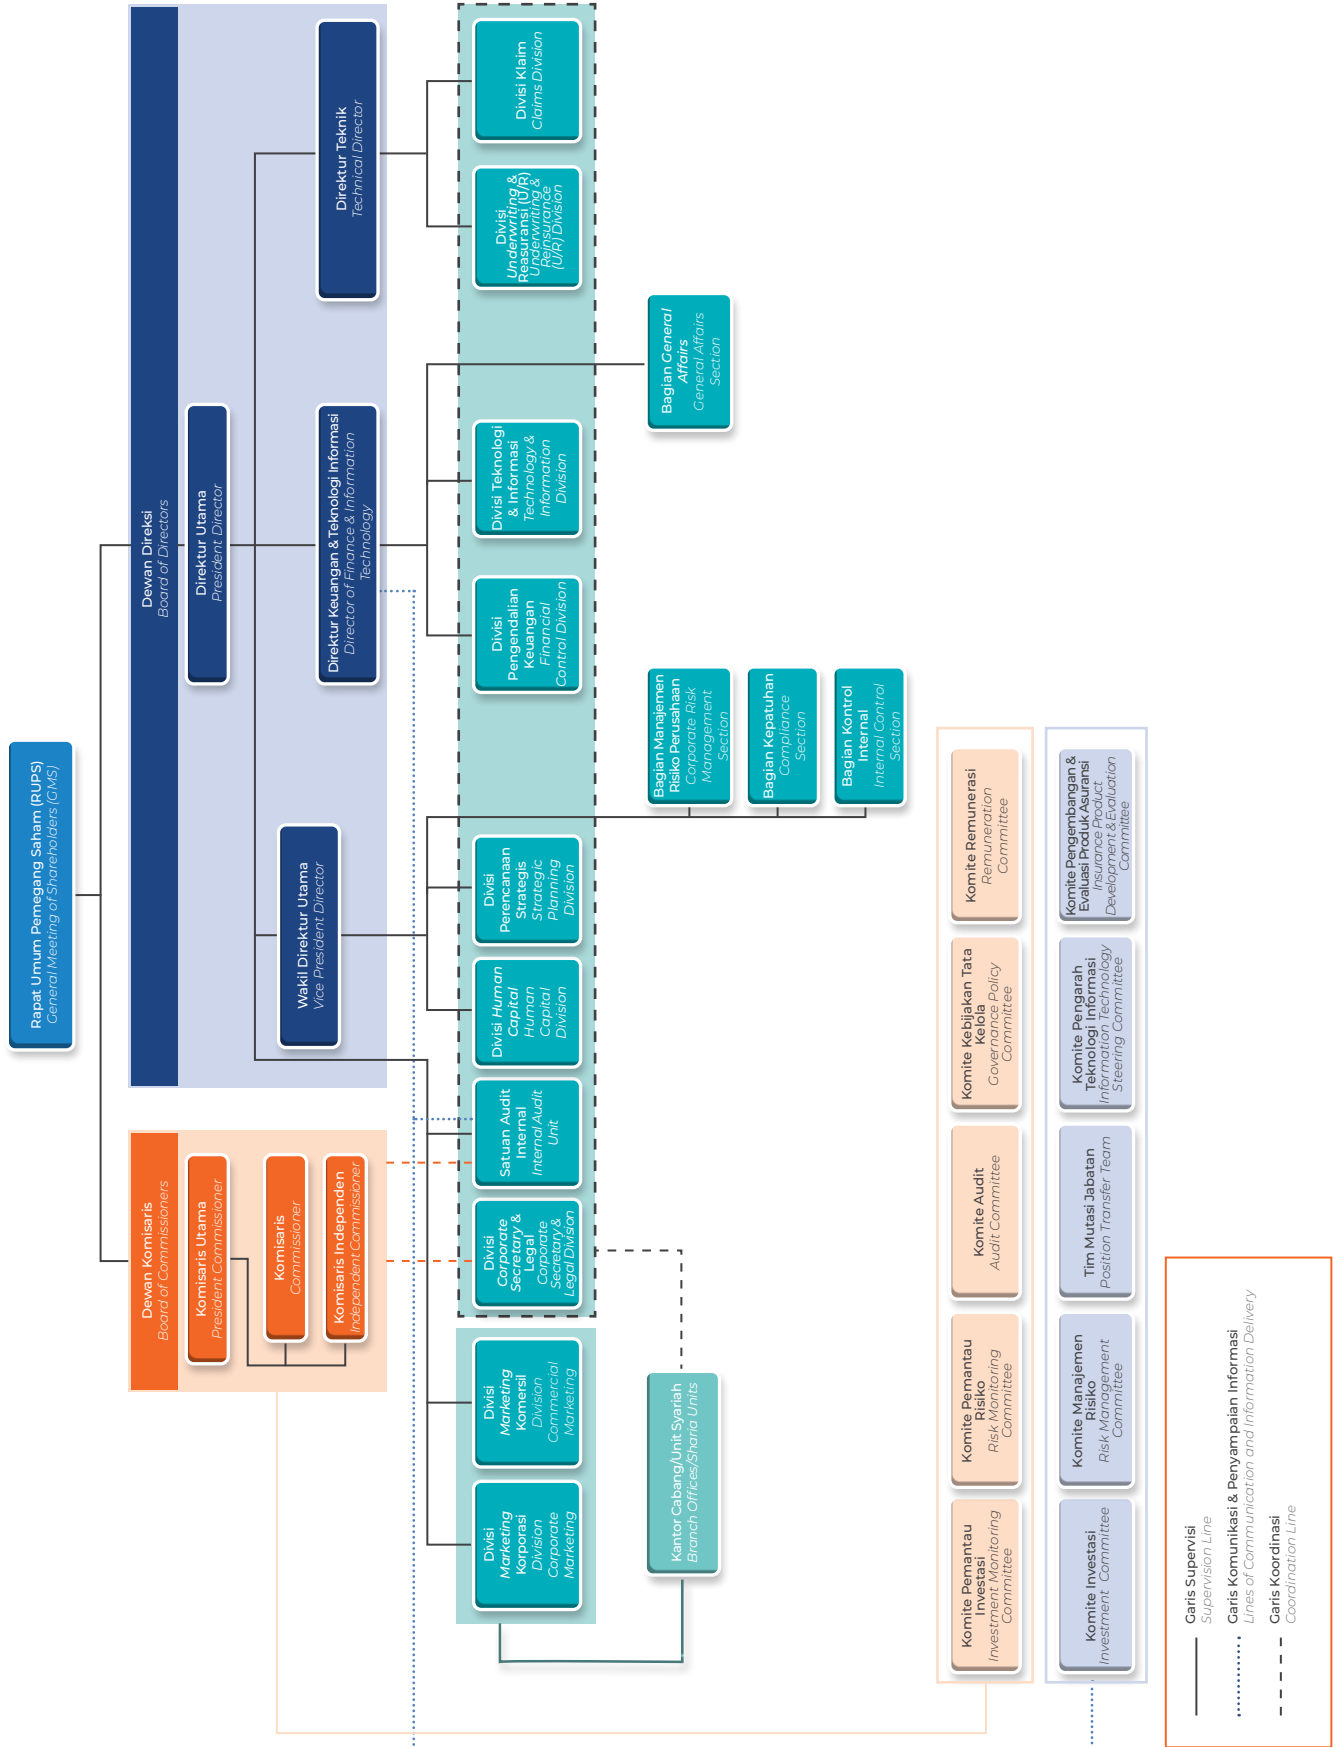 Rapat Umum Pemegang Saham (RUPS)
General Meeting of Shareholders (GMS)
Dewan Komisaris
Board of Commissioners
Komisaris Utama
President Commissioner
Komisaris
Commissioner
Komisaris Independen
Independent Commissioner
Dewan Direksi
Board of Directors
Direktur Utama
President Director
Wakil Direktur Utama
Vice President Director
Direktur Keuangan & Teknologi Informasi
Director of Finance & Information
Technology
Direktur Teknik
Technical Director
Divisi
Marketing
Korporasi
Division
Corporate
Marketing
Divisi
Marketing
Komersil
Division
Commercial
Marketing
Divisi
Corporate
Secretary &
Legal
Corporate
Secretary &
Legal Division
Satuan Audit
Internal
Internal Audit
Unit
Divisi Human
Capital
Human
Capital
Division
Divisi
Perencanaan
Strategis
Strategic
Planning
Division
Divisi
Pengendalian
Keuangan
Financial
Control Division
Divisi Teknologi
& Informasi
Technology &
Information
Division
Divisi
Underwriting &
Reasuransi (U/R)
Underwriting &
Reinsurance
(U/R) Division
Divisi Klaim
Claims Division
Kantor Cabang/Unit Syariah
Branch Offices/Sharia Units
Bagian Manajemen
Risiko Perusahaan
Corporate Risk
Management
Section
Bagian Kepatuhan
Compliance
Section
Bagian Kontrol
Internal
Internal Control
Section
Bagian General
Affairs
General Affairs
Section
Komite Pemantau
Investasi
Investment Monitoring
Committee
Komite Pemantau
Risiko
Risk Monitoring
Committee
Komite Audit
Audit Committee
Komite Kebijakan Tata
Kelola
Governance Policy
Committee
Komite Remunerasi
Remuneration
Committee
Komite Investasi
Investment Committee
Komite Manajemen
Risiko
Risk Management
Committee
Tim Mutasi Jabatan
Position Transfer Team
Komite Pengarah
Teknologi Informasi
Information Technology
Steering Committee
Komite Pengembangan &
Evaluasi Produk Asuransi
Insurance Product
Development & Evaluation
Committee
Garis Supervisi
Supervision Line
Garis Komunikasi & Penyampaian Informasi
Lines of Communication and Information Delivery
Garis Koordinasi
Coordination Line